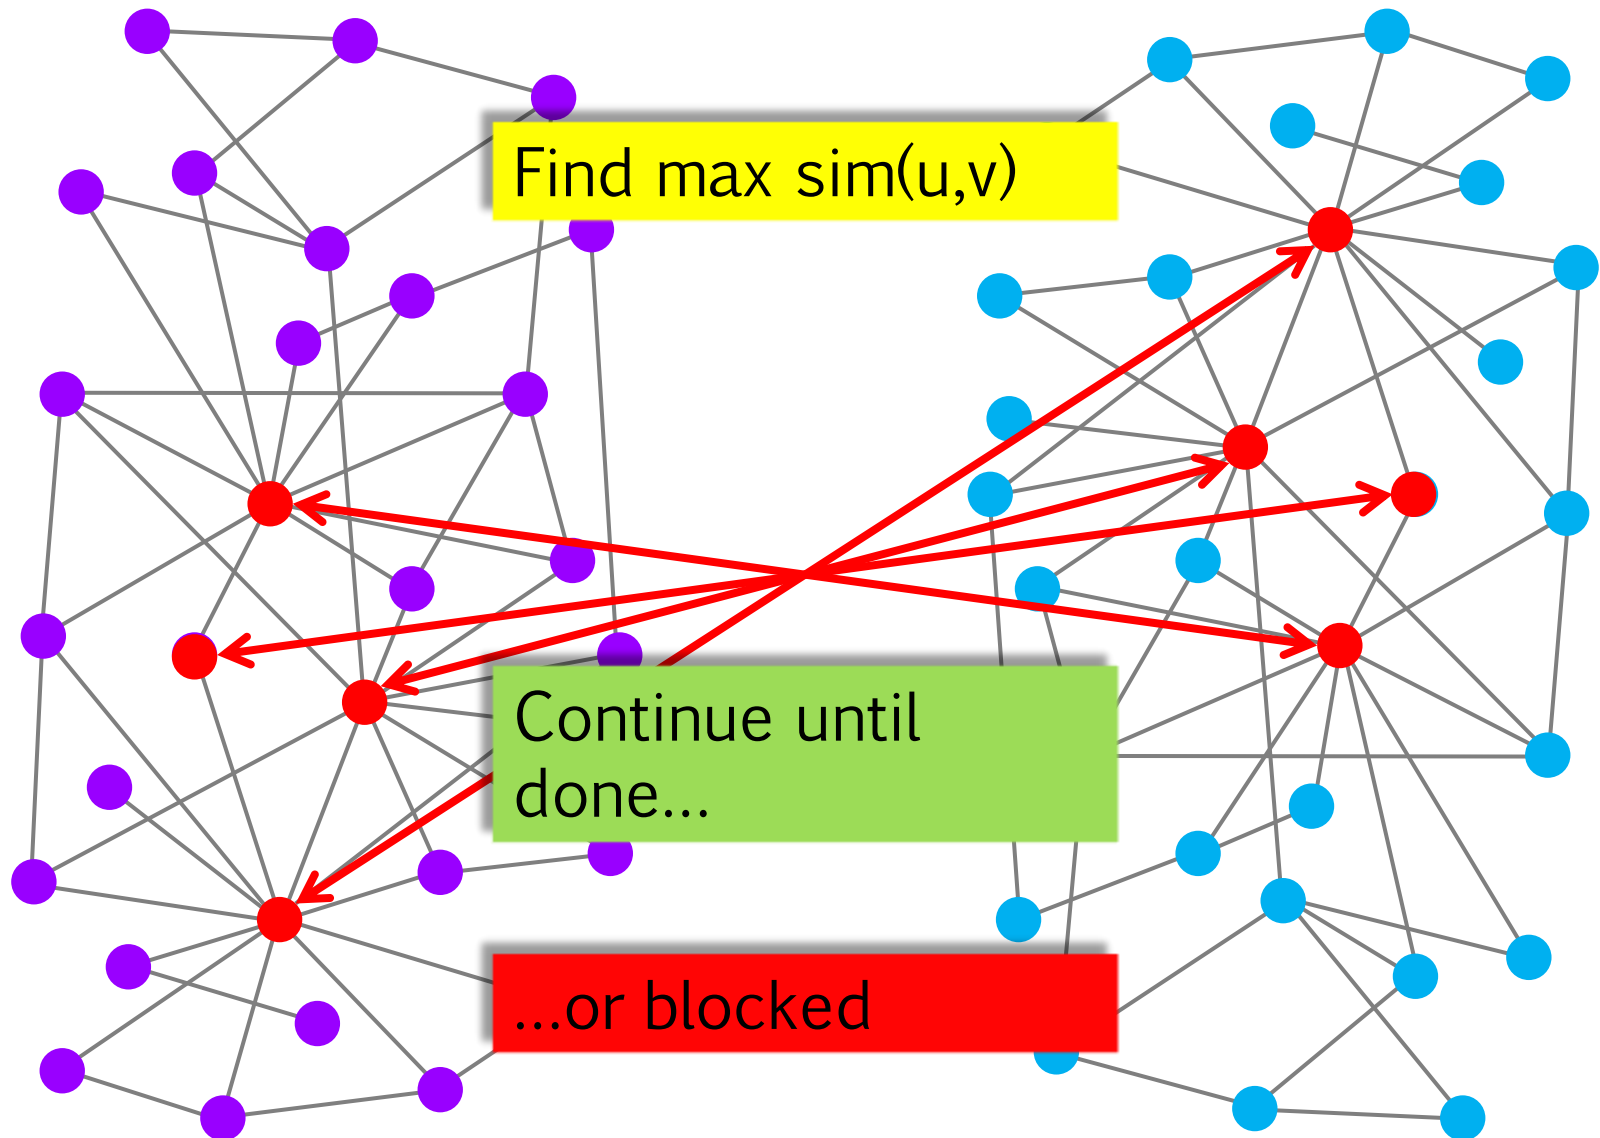 Find max sim(u,v)
Continue until
done...
...or blocked